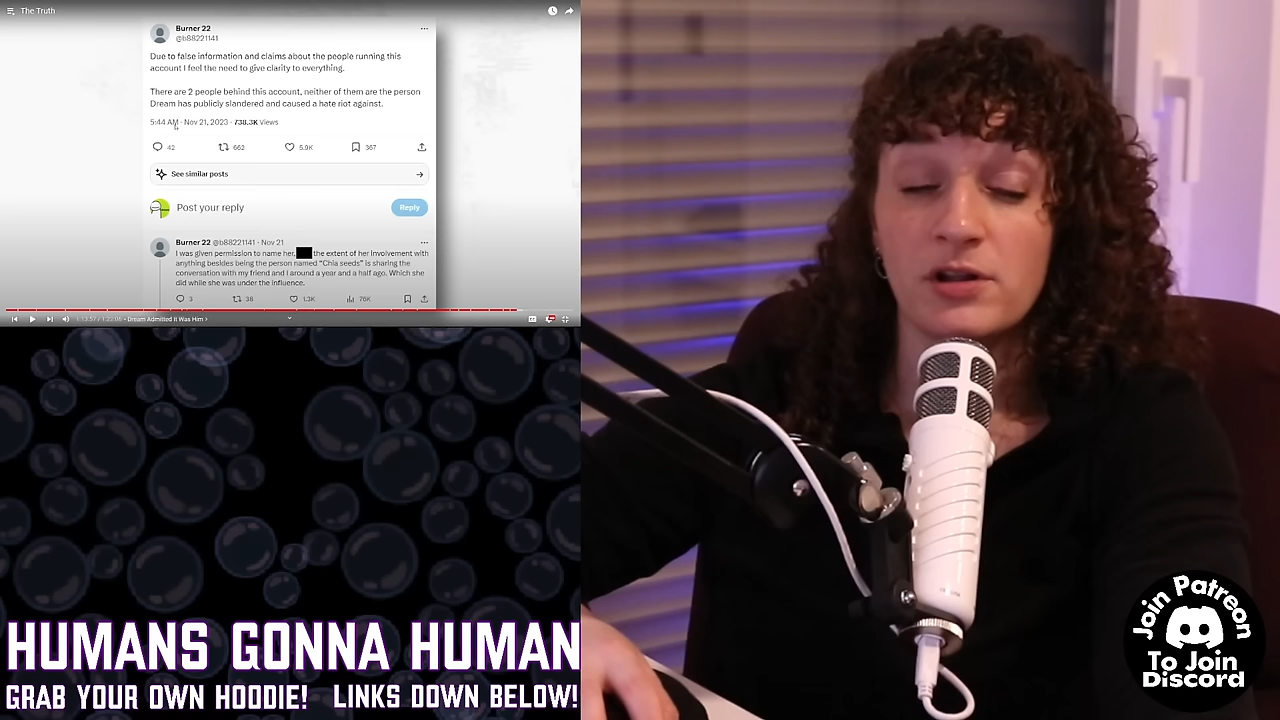 The Truth
Burner 22
@b88221141
Due to false information and claims about the people running this
account I feel the need to give clarity to everything.
There are 2 people behind this account, neither of them are the person
Dream has publicly slandered and caused a hate riot against.
5:44 AM · Nov 21, 2023 · 738.3K Views
42 662 5.9K 367
See similar posts
Post your reply
Reply
Burner 22 @b88221141 · Nov 21
I was given permission to name her, the extent of her involvement with
anything besides being the person named "Chia seeds" is sharing the
conversation with my friend and I around a year and a half ago. Which she
did while she was under the influence.
3 38 1.3K 76K
1:13:57 / 1:22:06 • Dream Admitted It Was Him >
HUMANS GONNA HUMAN
GRAB YOUR OWN HOODIE! LINKS DOWN BELOW!
Join Patreon
To Join
Discord